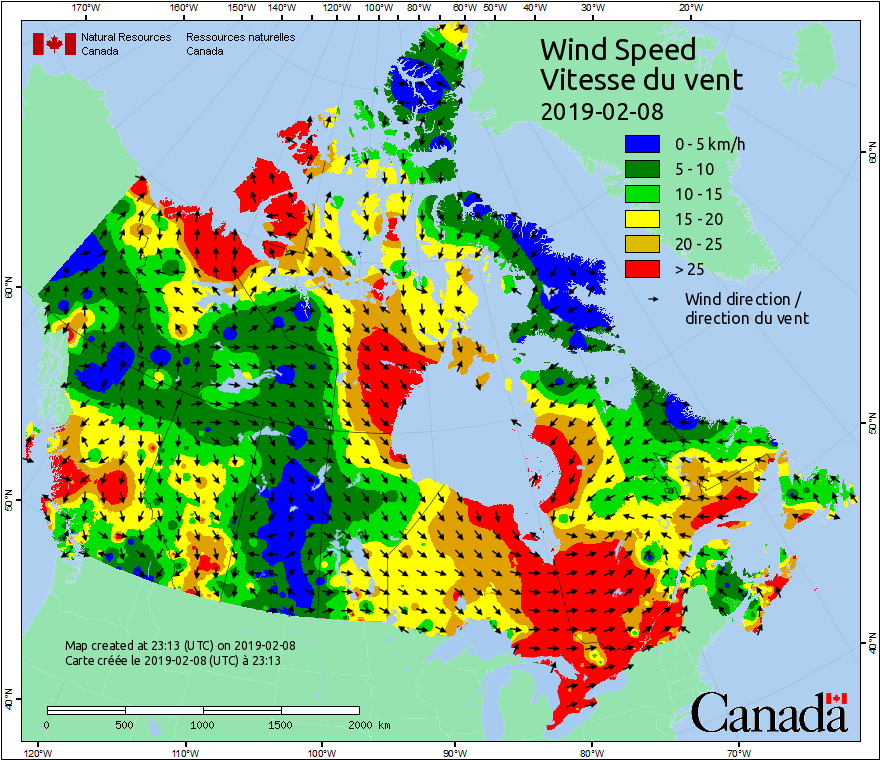 170°W 160°W 150°W 140°W 130°W 120°W 110°W 100°W 90°W 80°W 70°W 60°W 50°W 40°W 30°W 20°W
Natural Resources Ressources naturelles
Canada Canada
Wind Speed
Vitesse du vent
2019-02-08
0 - 5 km/h
5 - 10
10 - 15
15 - 20
20 - 25
> 25
Wind direction /
direction du vent
60°N
60°N
50°N
50°N
40°N
40°N
Map created at 23:13 (UTC) on 2019-02-08
Carte créée le 2019-02-08 (UTC) à 23:13
0 500 1000 1500 2000 km
Canada
120°W 110°W 100°W 90°W 80°W 70°W